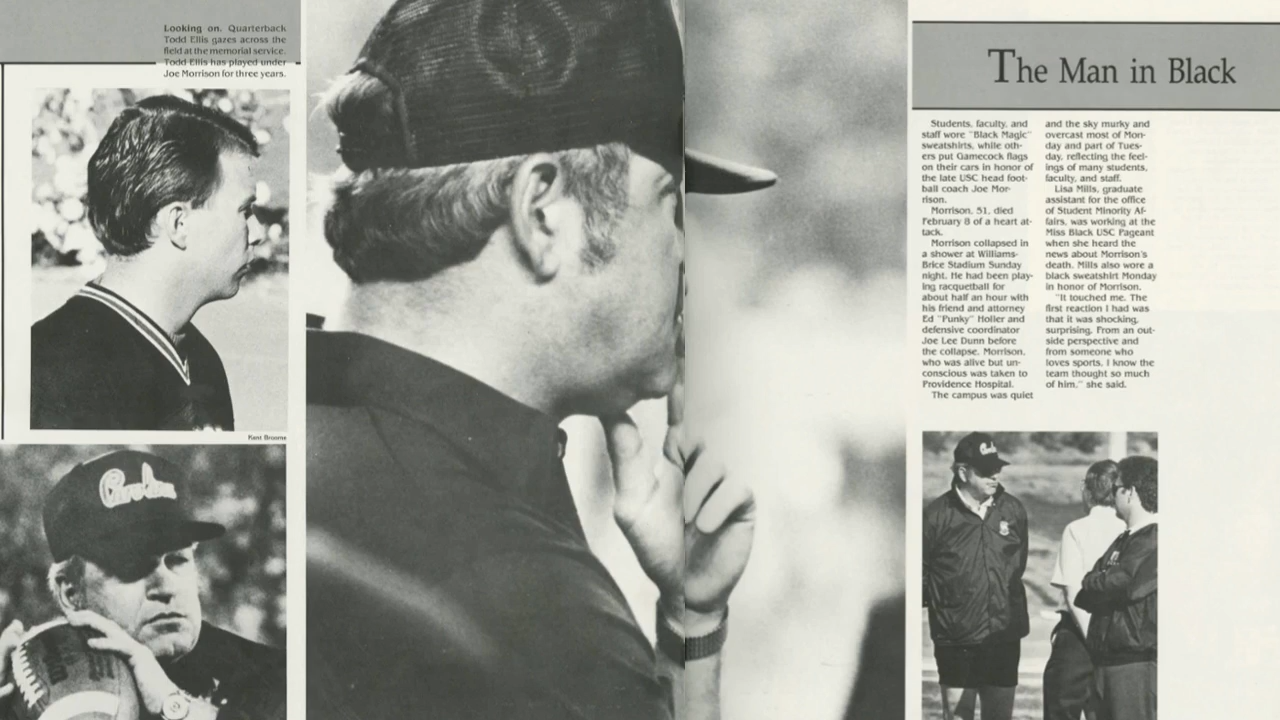 Looking on. Quarterback
Todd Ellis gazes across the
field at the memorial service.
Todd Ellis has played under
Joe Morrison for three years.
Kent Broome
Carolina
The Man in Black
Students, faculty, and
staff wore "Black Magic"
sweatshirts, while oth-
ers put Gamecock flags
on their cars in honor of
the late USC head foot-
ball coach Joe Mor-
rison.
Morrison, 51, died
February 8 of a heart at-
tack.
Morrison collapsed in
a shower at Williams-
Brice Stadium Sunday
night. He had been play-
ing racquetball for
about half an hour with
his friend and attorney
Ed "Punky" Holler and
defensive coordinator
Joe Lee Dunn before
the collapse. Morrison,
who was alive but un-
conscious was taken to
Providence Hospital.
The campus was quiet
and the sky murky and
overcast most of Mon-
day and part of Tues-
day, reflecting the feel-
ings of many students,
faculty, and staff.
Lisa Mills, graduate
assistant for the office
of Student Minority Af-
fairs, was working at the
Miss Black USC Pageant
when she heard the
news about Morrison's
death. Mills also wore a
black sweatshirt Monday
in honor of Morrison.
"It touched me. The
first reaction I had was
that it was shocking,
surprising. From an out-
side perspective and
from someone who
loves sports, I know the
team thought so much
of him," she said.